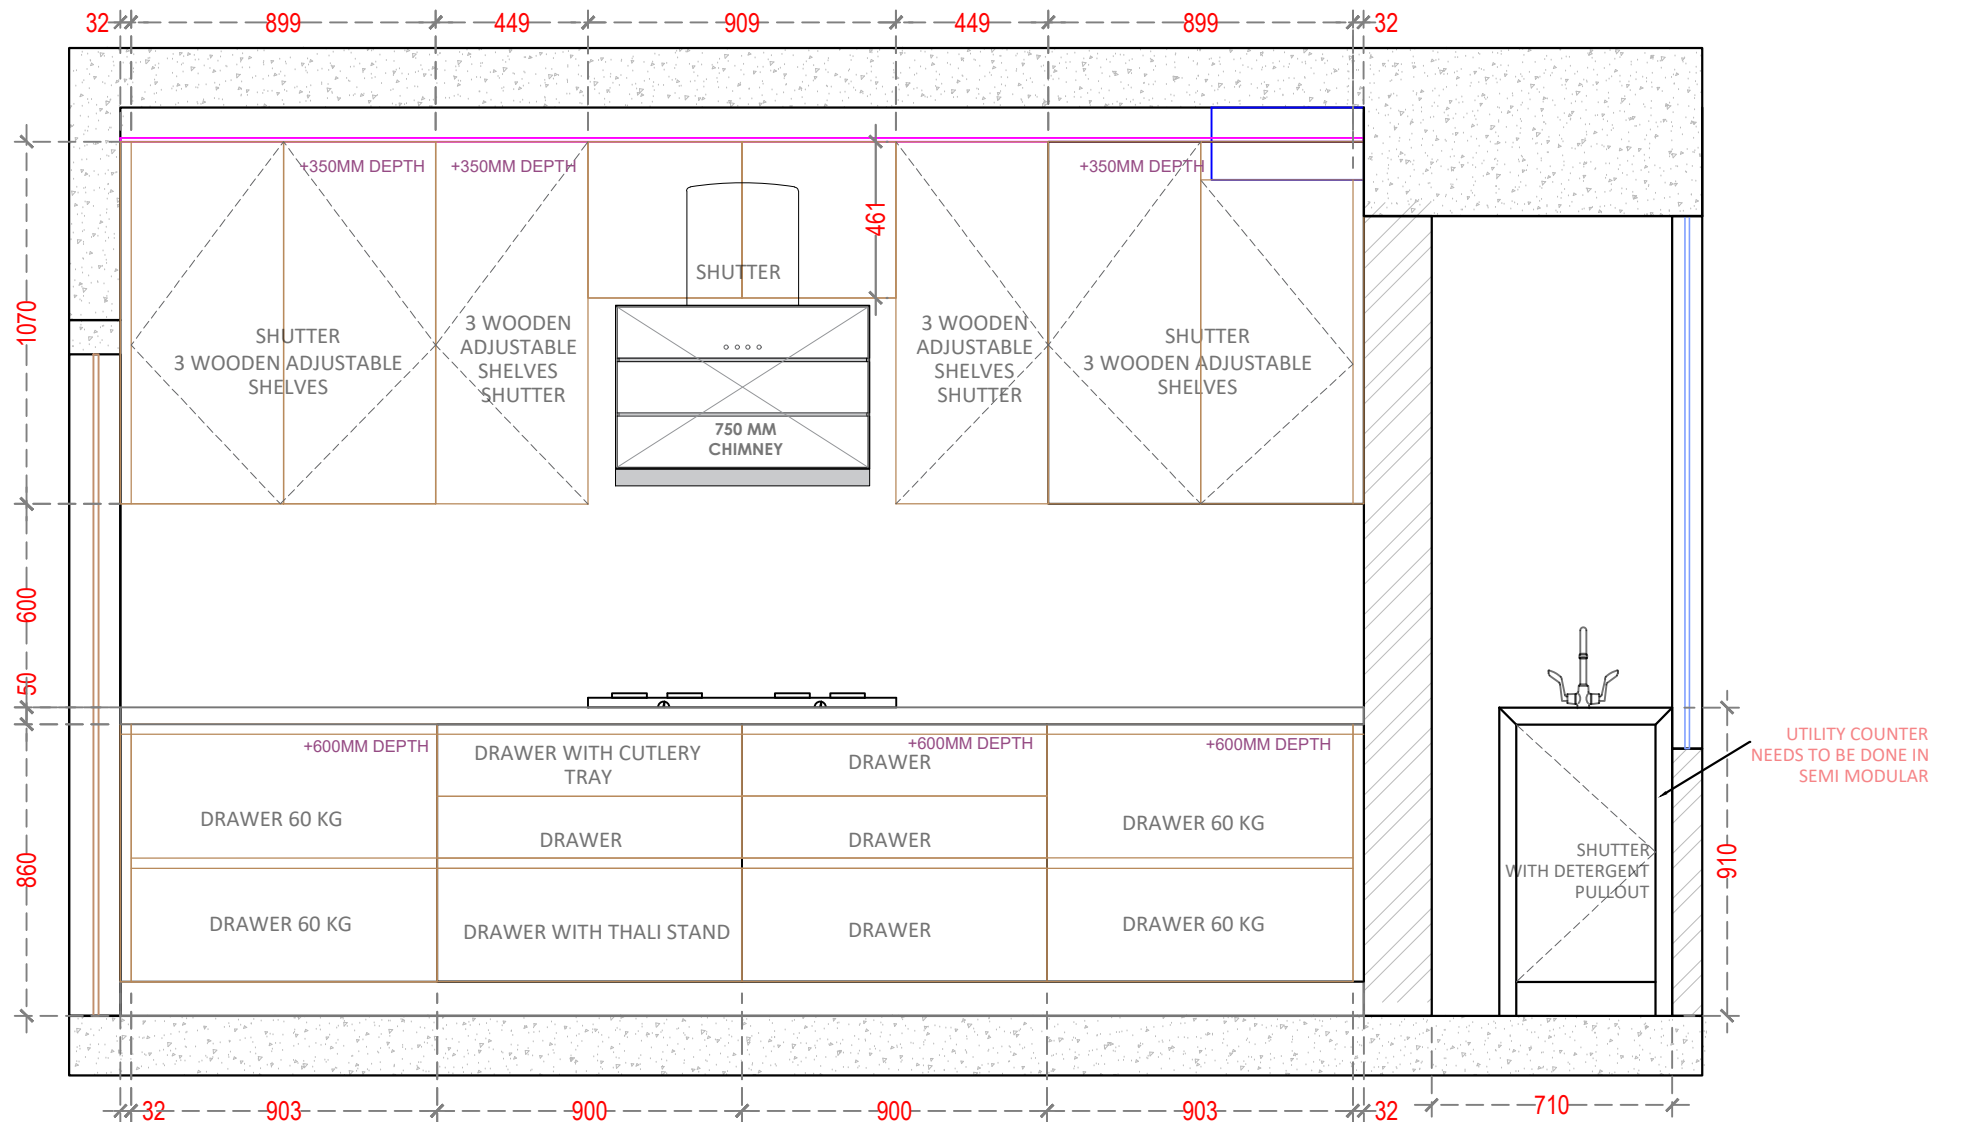 32
899
449
909
449
899
32
+350MM DEPTH
+350MM DEPTH
+350MM DEPTH
461
SHUTTER
1070
SHUTTER
3 WOODEN ADJUSTABLE
SHELVES
3 WOODEN
ADJUSTABLE
SHELVES
SHUTTER
3 WOODEN
ADJUSTABLE
SHELVES
SHUTTER
SHUTTER
3 WOODEN ADJUSTABLE
SHELVES
750 MM
CHIMNEY
600
50
+600MM DEPTH
DRAWER WITH CUTLERY
TRAY
+600MM DEPTH
DRAWER
+600MM DEPTH
UTILITY COUNTER
NEEDS TO BE DONE IN
SEMI MODULAR
DRAWER 60 KG
DRAWER
DRAWER
DRAWER 60 KG
860
SHUTTER
WITH DETERGENT
PULLOUT
910
DRAWER 60 KG
DRAWER WITH THALI STAND
DRAWER
DRAWER 60 KG
32
903
900
900
903
32
710